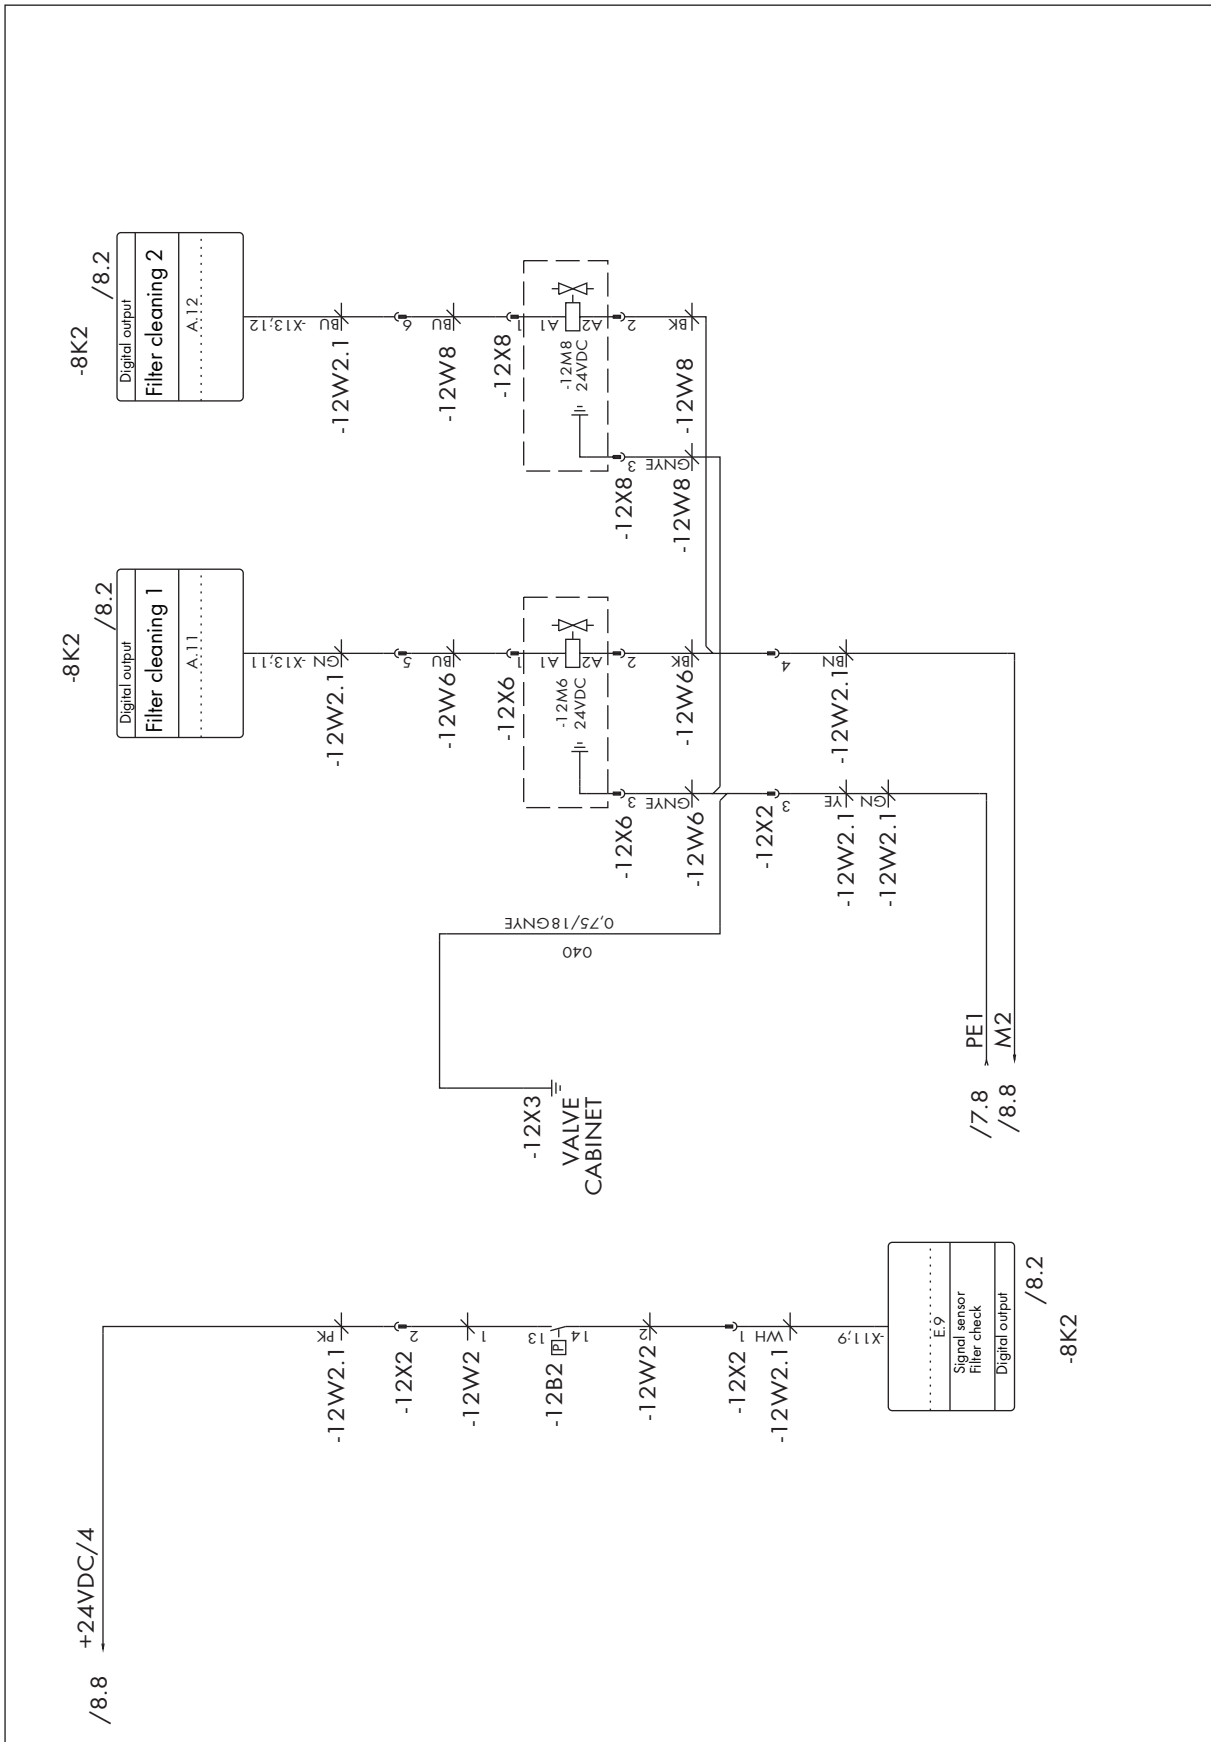 /8.8
+24VDC/4
-12W2.1
PK
-12X2
2
-12W2
1
-12B2
P
13
14
-12W2
2
-12X2
1
-12W2.1
WH
-X11;9
E.9
Signal sensor
Filter check
Digital output
/8.2
-8K2
-12X3
VALVE
CABINET
0,75/18GNYE
040
/7.8
PE1
/8.8
M2
-8K2
/8.2
Digital output
Filter cleaning 1
A.11
-X13;11
-12W2.1
GN
5
-12W6
BU
-12X6
1
A1
-12M6
24VDC
A2
2
-12X6
3
-12W6
GNYE
-12W6
BK
-12X2
3
4
-12W2.1
YE
-12W2.1
GN
-12W2.1
BN
-8K2
/8.2
Digital output
Filter cleaning 2
A.12
-X13;12
-12W2.1
BU
6
-12W8
BU
-12X8
1
A1
-12M8
24VDC
A2
2
-12X8
3
-12W8
GNYE
-12W8
BK